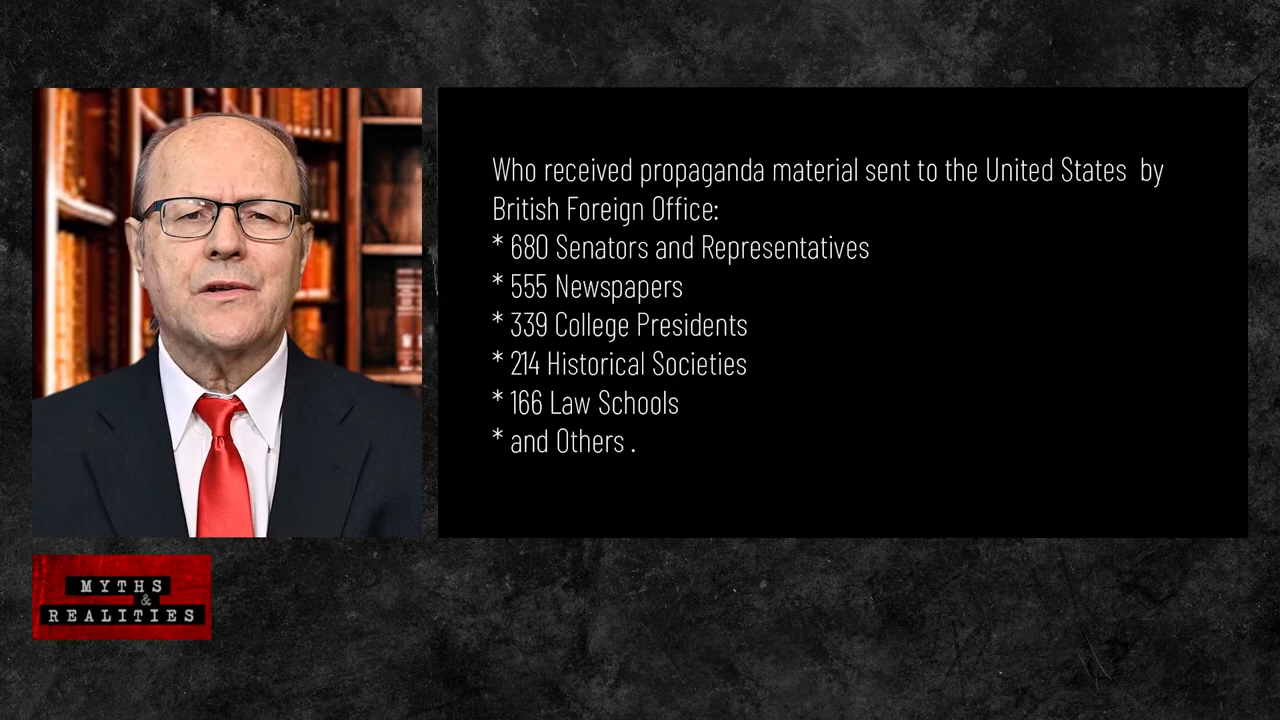 Who received propaganda material sent to the United States  by
British Foreign Office:
* 680 Senators and Representatives
* 555 Newspapers
* 339 College Presidents
* 214 Historical Societies
* 166 Law Schools
* and Others .
MYTHS
&
REALITIES